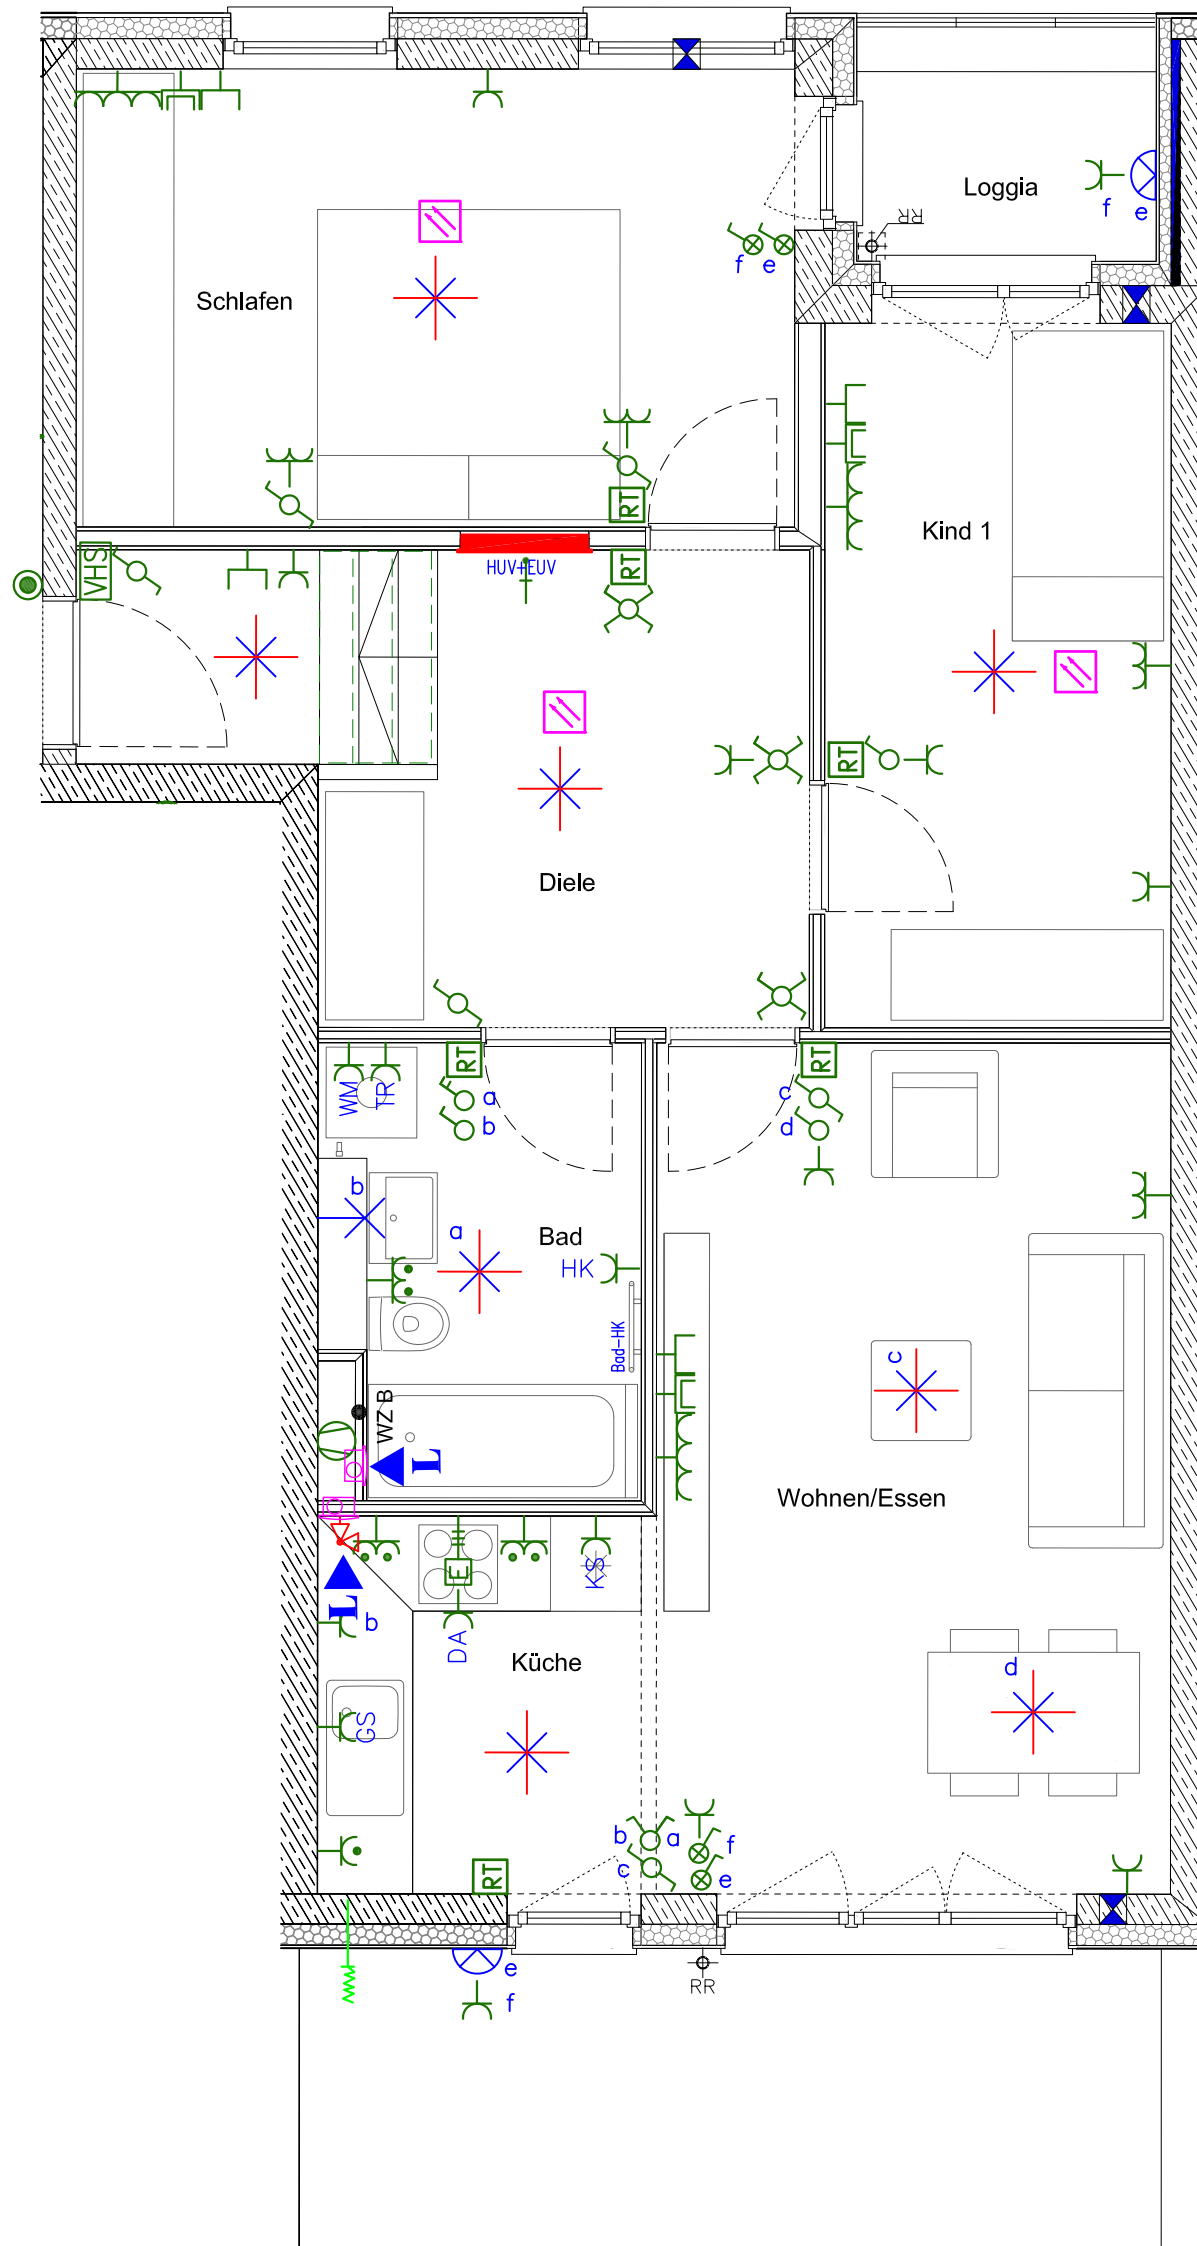 Loggia
f
e
RR
f
e
Schlafen
RT
Kind 1
VHS
HUV+EUV
RT
RT
Diele
WM
TR
RT
a
b
RT
c
d
b
a
Bad
HK
Bad-HK
c
WZ B
L
Wohnen/Essen
E
KS
L
b
DA
Küche
d
GS
b
a
f
c
e
RT
e
f
RR